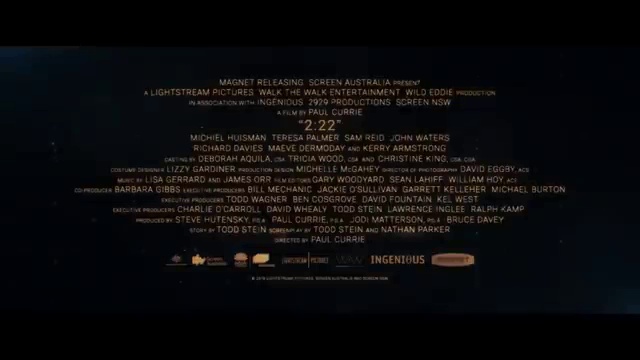 MAGNET RELEASING SCREEN AUSTRALIA PRESENT
A LIGHTSTREAM PICTURES WALK THE WALK ENTERTAINMENT WILD EDDIE PRODUCTION
IN ASSOCIATION WITH INGENIOUS 2929 PRODUCTIONS SCREEN NSW
A FILM BY PAUL CURRIE
"2:22"
MICHIEL HUISMAN TERESA PALMER SAM REID JOHN WATERS
RICHARD DAVIES MAEVE DERMODAY AND KERRY ARMSTRONG
CASTING BY DEBORAH AQUILA, CSA TRICIA WOOD, CSA AND CHRISTINE KING, CSA, CGA
COSTUME DESIGNER LIZZY GARDINER PRODUCTION DESIGN MICHELLE McGAHEY DIRECTOR OF PHOTOGRAPHY DAVID EGGBY, ACS
MUSIC BY LISA GERRARD AND JAMES ORR FILM EDITORS GARY WOODYARD SEAN LAHIFF WILLIAM HOY, ACE
CO-PRODUCER BARBARA GIBBS EXECUTIVE PRODUCERS BILL MECHANIC JACKIE O'SULLIVAN GARRETT KELLEHER MICHAEL BURTON
EXECUTIVE PRODUCERS TODD WAGNER BEN COSGROVE DAVID FOUNTAIN KEL WEST
EXECUTIVE PRODUCERS CHARLIE O'CARROLL DAVID WHEALY TODD STEIN LAWRENCE INGLEE RALPH KAMP
PRODUCED BY STEVE HUTENSKY, P.G.A PAUL CURRIE, P.G.A JODI MATTERSON, P.G.A BRUCE DAVEY
STORY BY TODD STEIN SCREENPLAY BY TODD STEIN AND NATHAN PARKER
DIRECTED BY PAUL CURRIE
LIGHTSTREAM PICTURES INGENIOUS